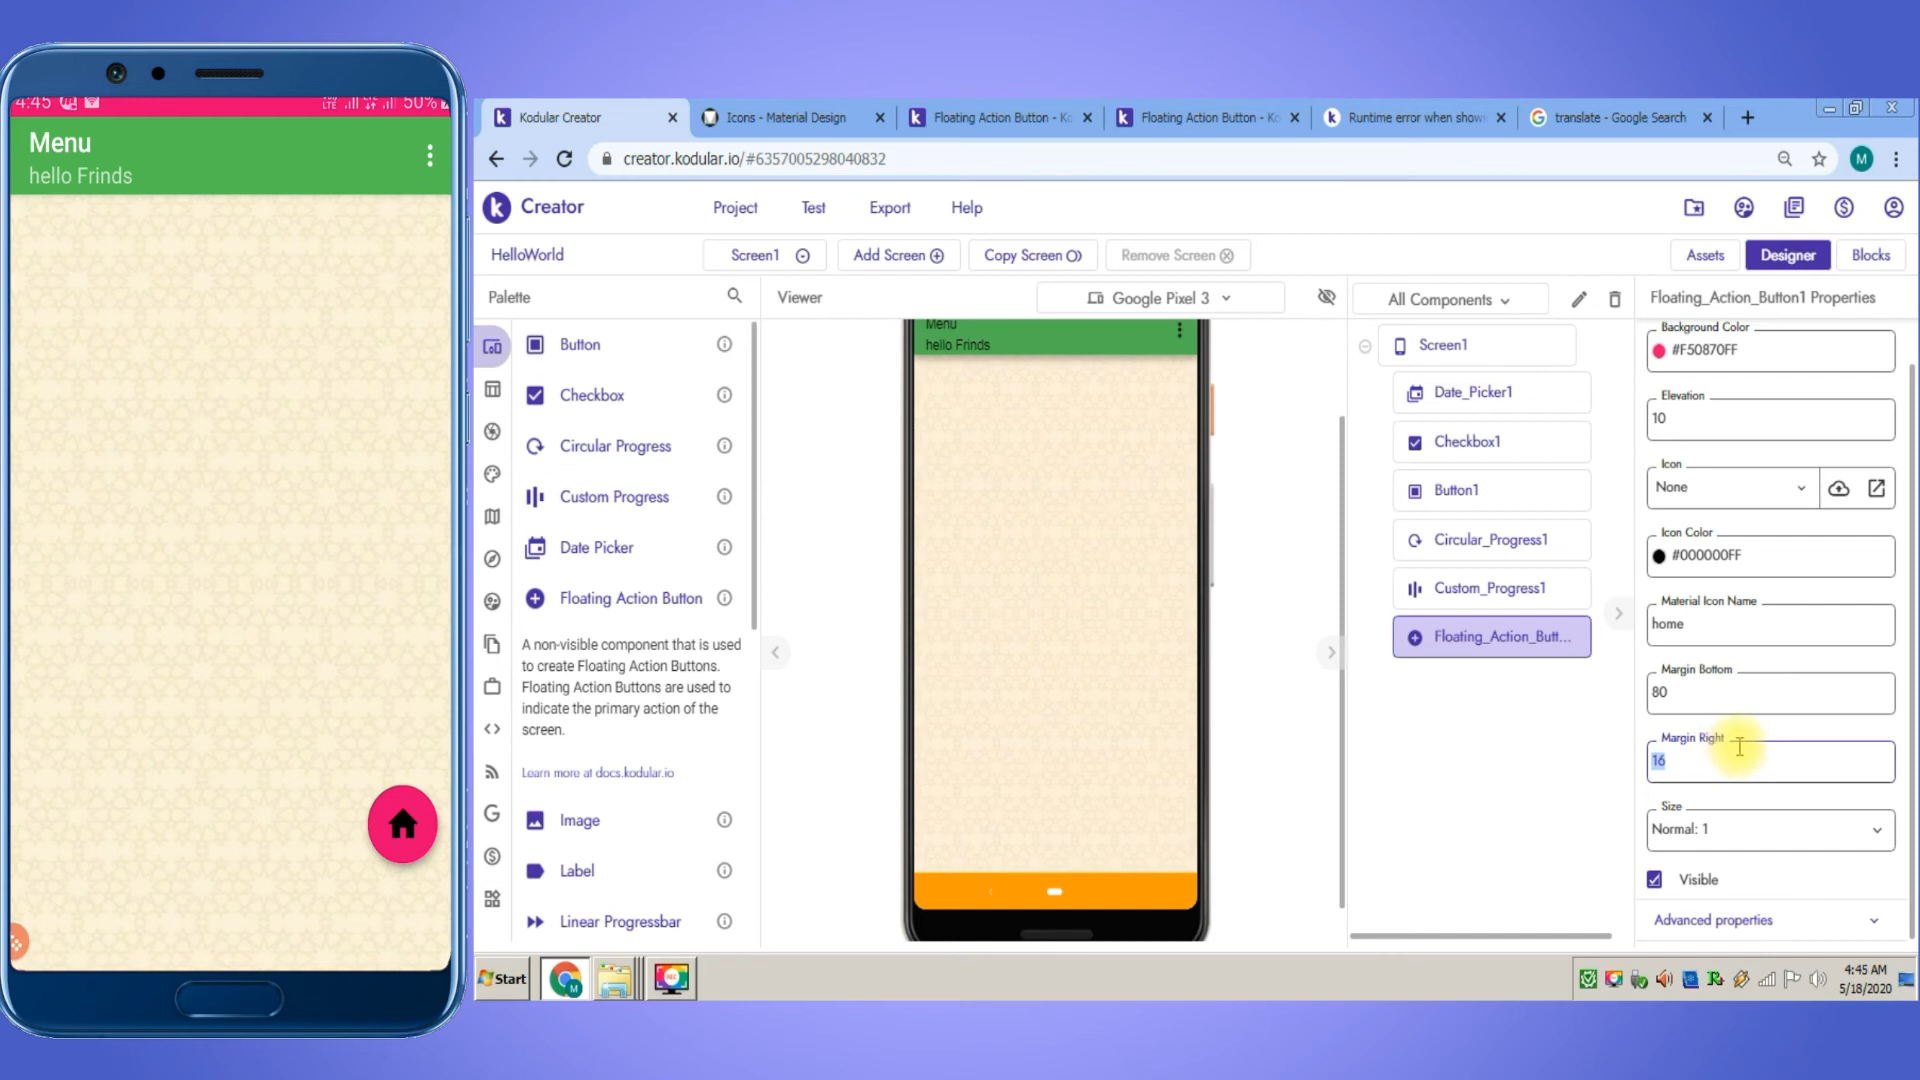 4:45
LTE
50%
Menu
hello Frinds
Kodular Creator
Icons - Material Design
Floating Action Button - Ko
Floating Action Button - Ko
Runtime error when showi
translate - Google Search
creator.kodular.io/#6357005298040832
M
Creator
Project
Test
Export
Help
HelloWorld
Screen1
Add Screen
Copy Screen
Remove Screen
Assets
Designer
Blocks
Palette
Viewer
Google Pixel 3
All Components
Floating_Action_Button1 Properties
Button
Checkbox
Circular Progress
Custom Progress
Date Picker
Floating Action Button
A non-visible component that is used
to create Floating Action Buttons.
Floating Action Buttons are used to
indicate the primary action of the
screen.
Learn more at docs.kodular.io
Image
Label
Linear Progressbar
Menu
hello Frinds
Screen1
Date_Picker1
Checkbox1
Button1
Circular_Progress1
Custom_Progress1
Floating_Action_Butt...
Background Color
#F50870FF
Elevation
10
Icon
None
Icon Color
#000000FF
Material Icon Name
home
Margin Bottom
80
Margin Right
16
Size
Normal: 1
Visible
Advanced properties
Start
4:45 AM
5/18/2020